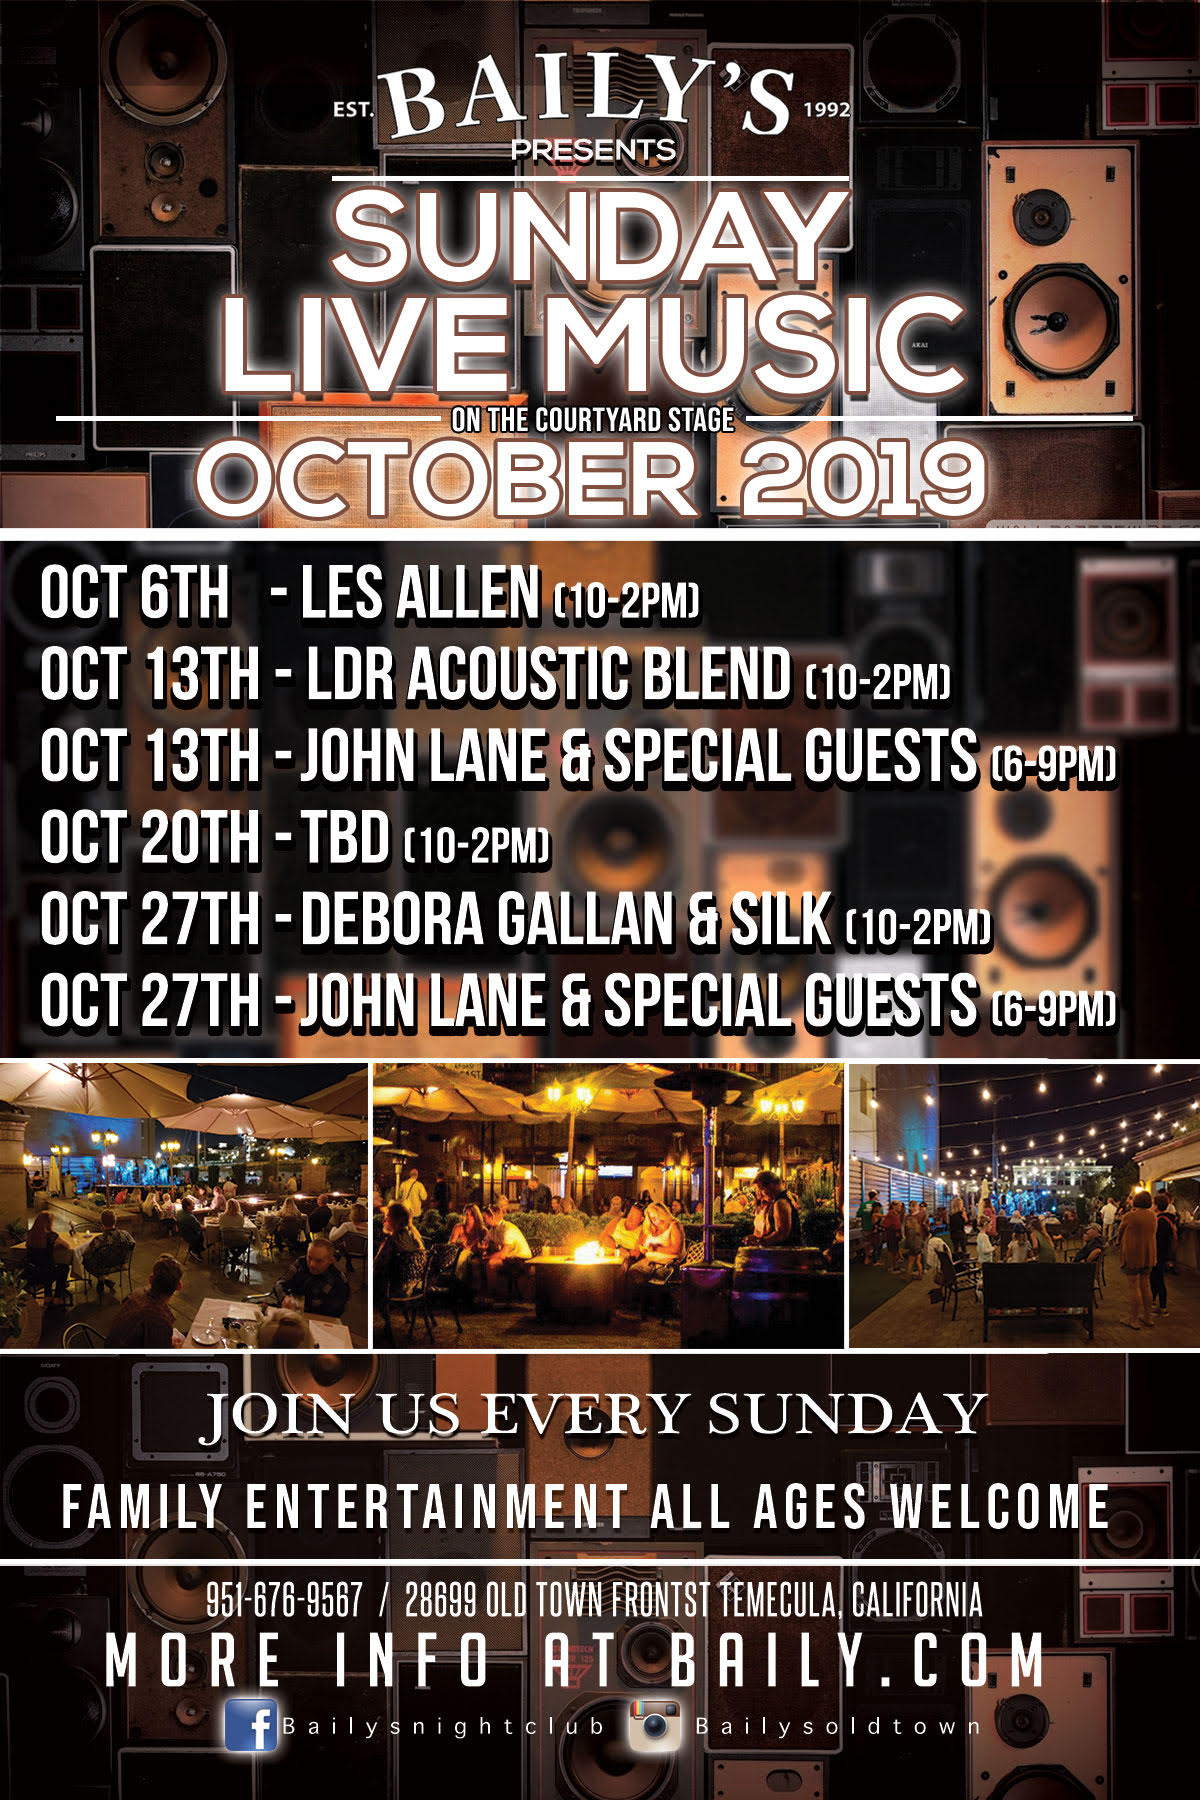 EST. BAILY'S 1992
PRESENTS
SUNDAY
LIVE MUSIC
ON THE COURTYARD STAGE
OCTOBER 2019
OCT 6TH - LES ALLEN (10-2PM)
OCT 13TH - LDR ACOUSTIC BLEND (10-2PM)
OCT 13TH - JOHN LANE & SPECIAL GUESTS (6-9PM)
OCT 20TH - TBD (10-2PM)
OCT 27TH - DEBORA GALLAN & SILK (10-2PM)
OCT 27TH - JOHN LANE & SPECIAL GUESTS (6-9PM)
JOIN US EVERY SUNDAY
FAMILY ENTERTAINMENT ALL AGES WELCOME
951-676-9567 / 28699 OLD TOWN FRONTST TEMECULA, CALIFORNIA
MORE INFO AT BAILY.COM
Bailysnightclub Bailysoldtown
AKAI
PHILIPS
SONY